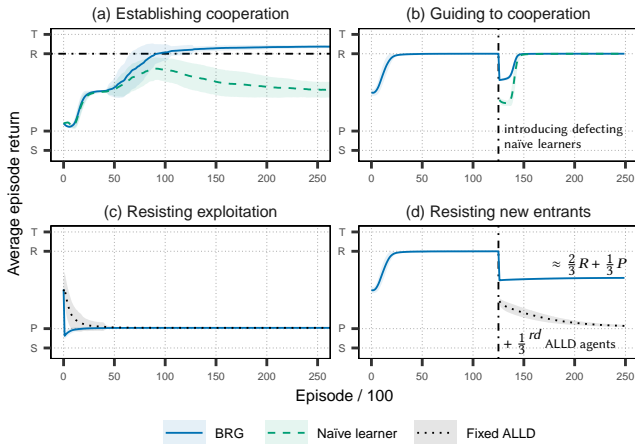 (a) Establishing cooperation
(b) Guiding to cooperation
T
R
P
S
0 50 100 150 200 250
T
R
P
S
introducing defecting
naïve learners
0 50 100 150 200 250
Average episode return
(c) Resisting exploitation
(d) Resisting new entrants
T
R
P
S
0 50 100 150 200 250
T
R
P
S
≈ 2/3 R + 1/3 P
+ 1/3 rd ALLD agents
0 50 100 150 200 250
Episode / 100
BRG Naïve learner Fixed ALLD